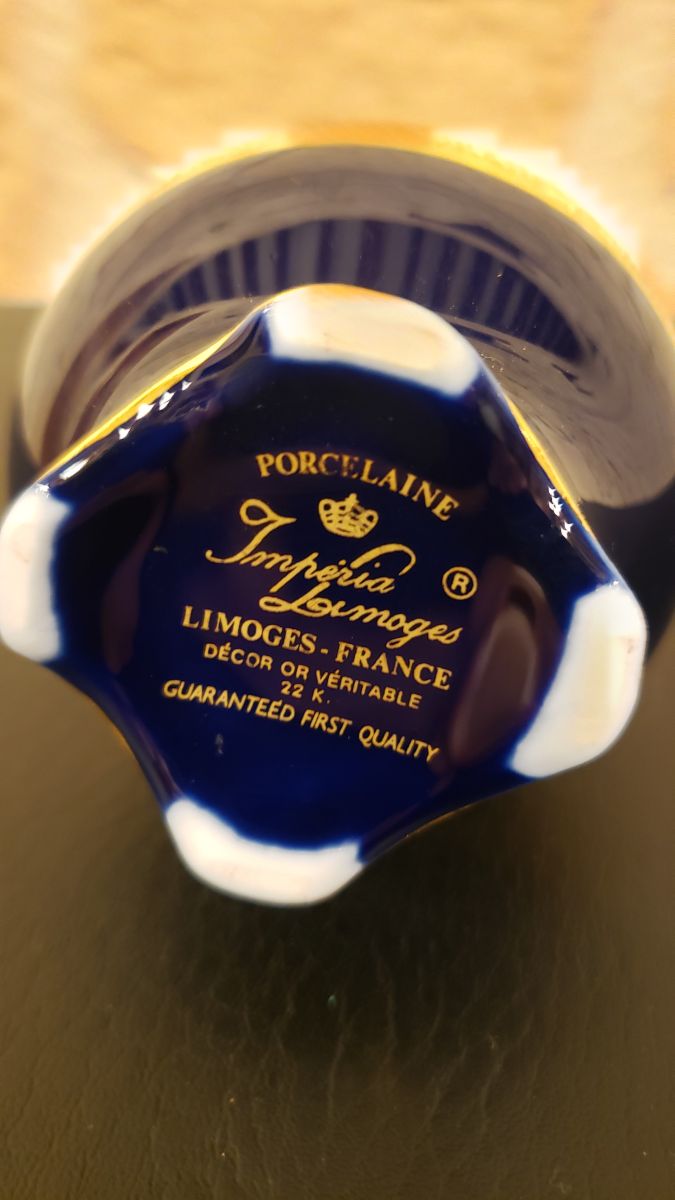 PORCELAINE
Impéria
Limoges ®
LIMOGES - FRANCE
DÉCOR OR VÉRITABLE
22 K.
GUARANTEED FIRST QUALITY